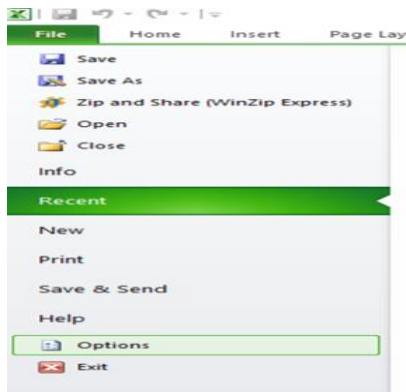 File Home Insert Page Lay
Save
Save As
Zip and Share (WinZip Express)
Open
Close
Info
Recent
New
Print
Save & Send
Help
Options
Exit